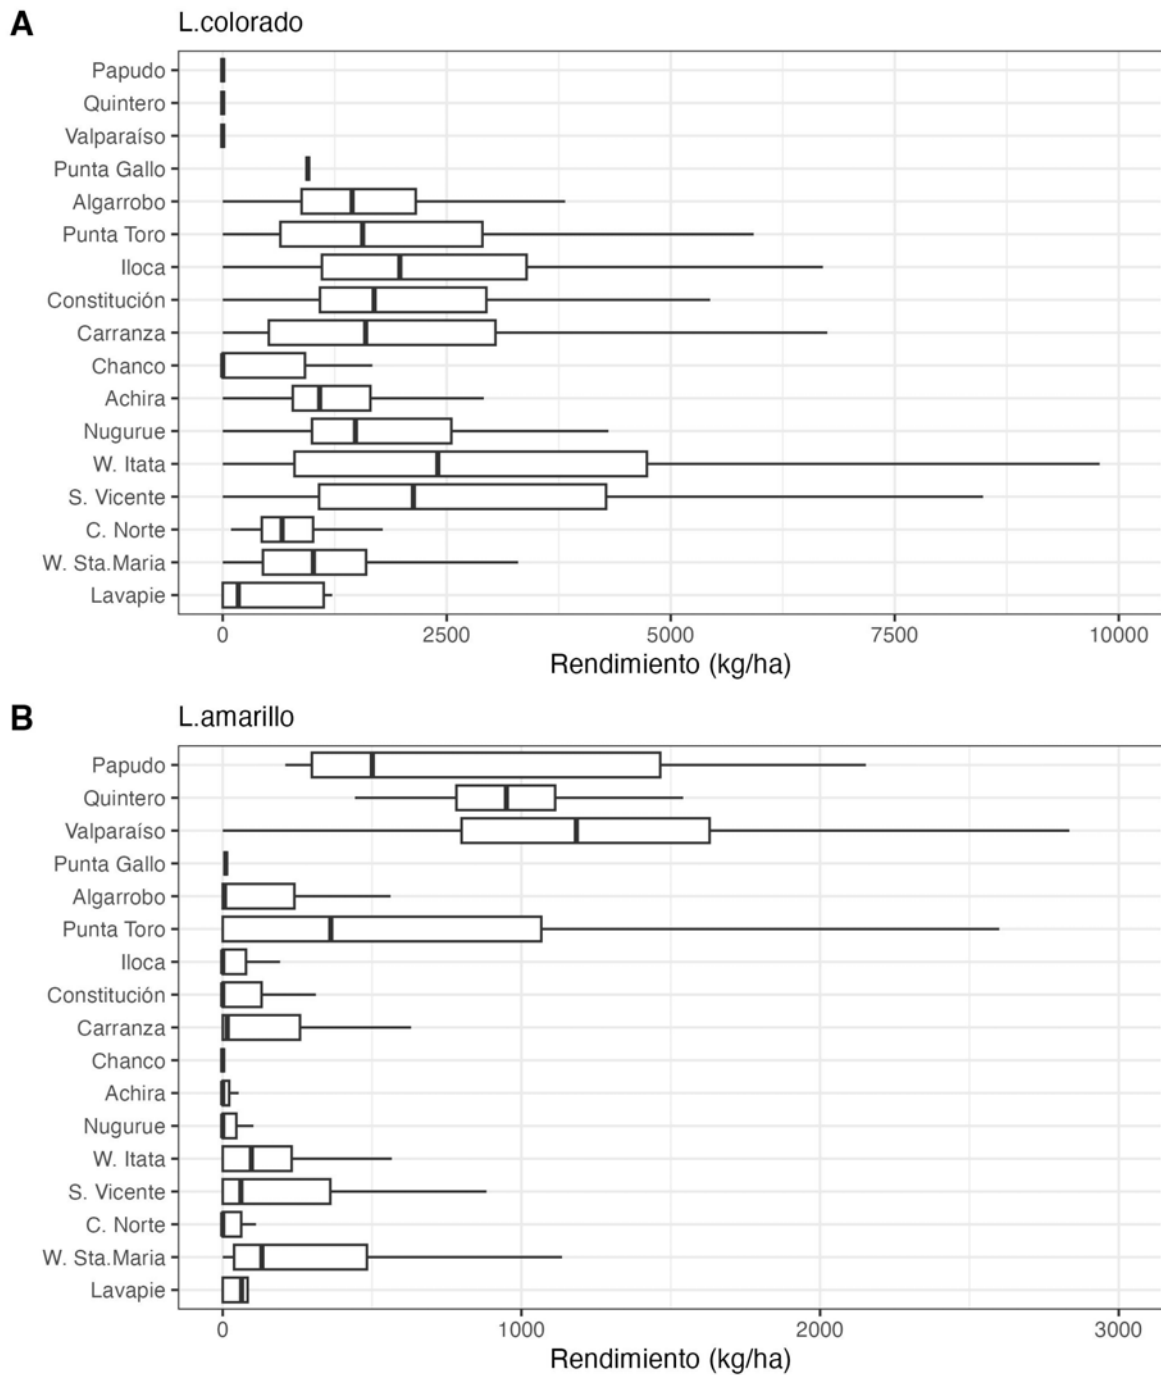 A
L.colorado
Papudo
Quintero
Valparaíso
Punta Gallo
Algarrobo
Punta Toro
Iloca
Constitución
Carranza
Chanco
Achira
Nugurue
W. Itata
S. Vicente
C. Norte
W. Sta.Maria
Lavapie
0 2500 5000 7500 10000
Rendimiento (kg/ha)
B
L.amarillo
Papudo
Quintero
Valparaíso
Punta Gallo
Algarrobo
Punta Toro
Iloca
Constitución
Carranza
Chanco
Achira
Nugurue
W. Itata
S. Vicente
C. Norte
W. Sta.Maria
Lavapie
0 1000 2000 3000
Rendimiento (kg/ha)